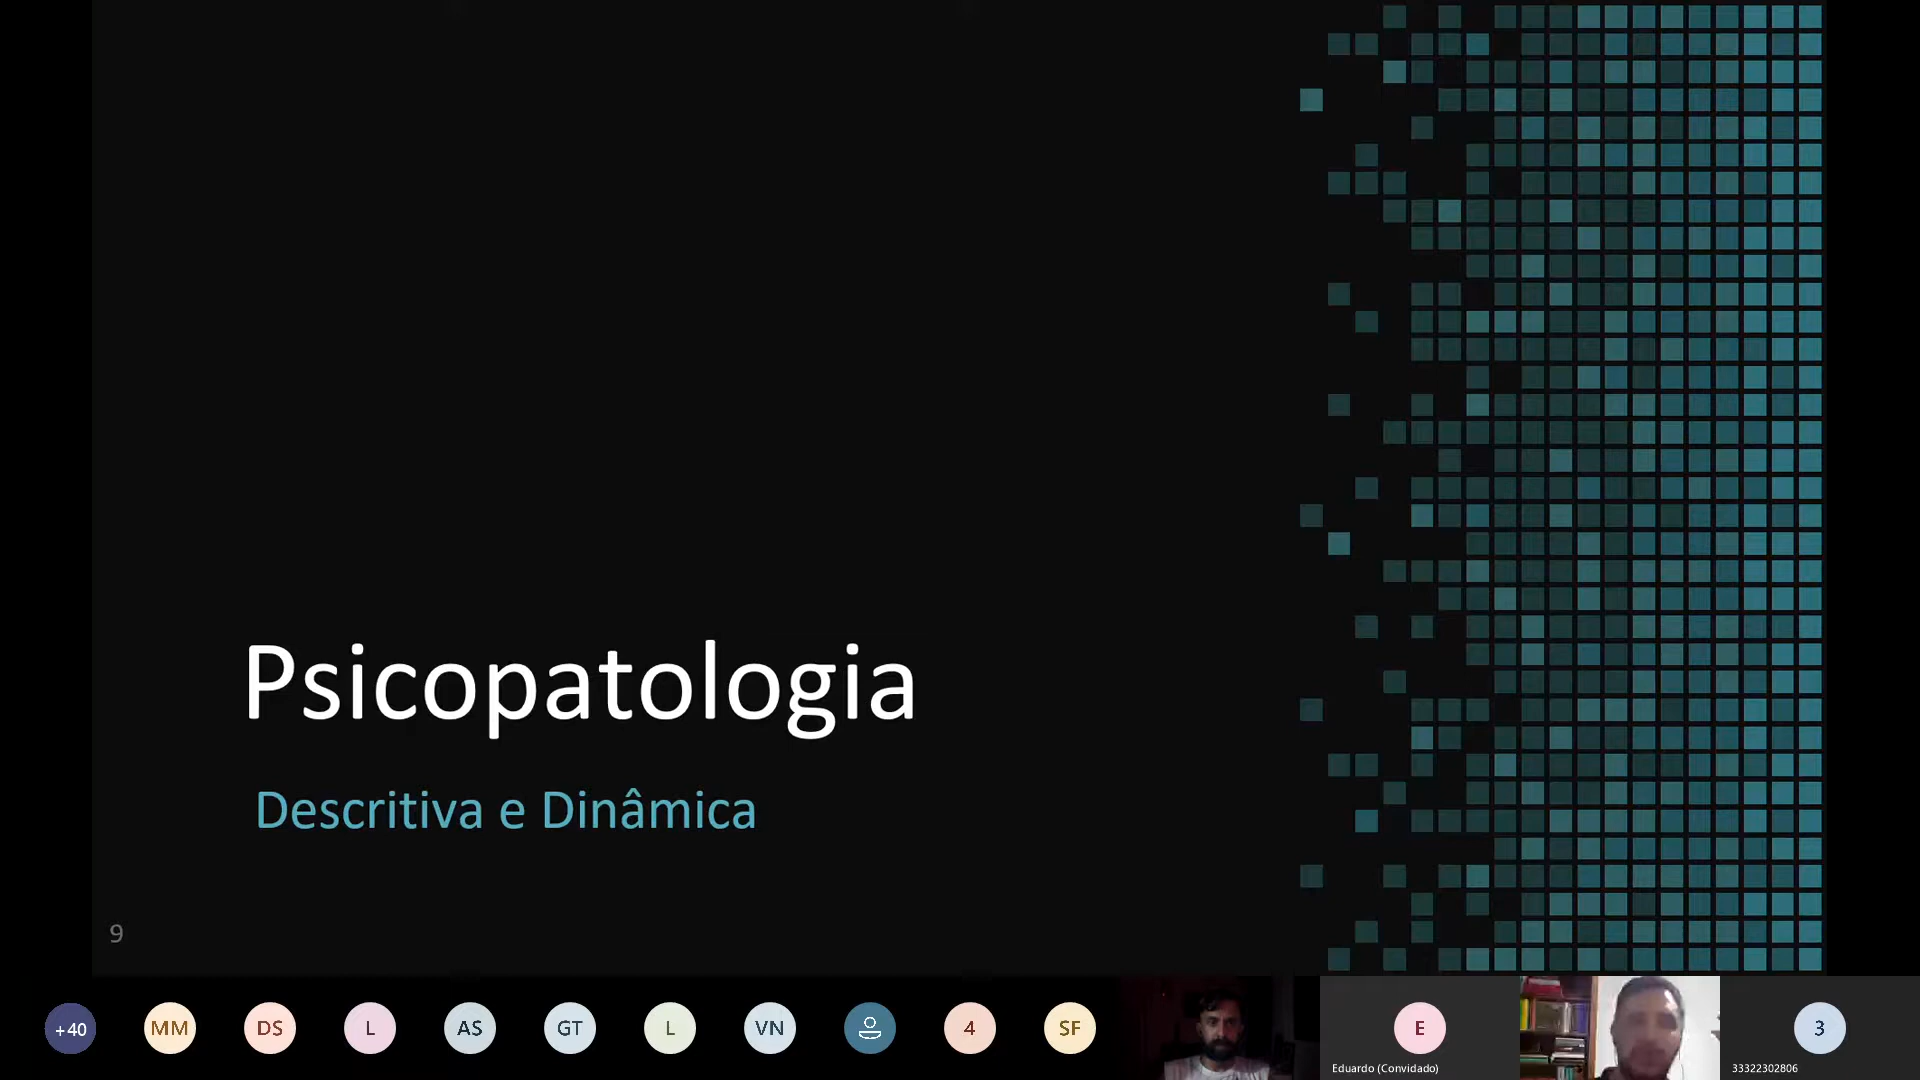 Psicopatologia
Descritiva e Dinâmica
9
+40
MM
DS
L
AS
GT
L
VN
4
SF
E
Eduardo (Convidado)
3
33322302806